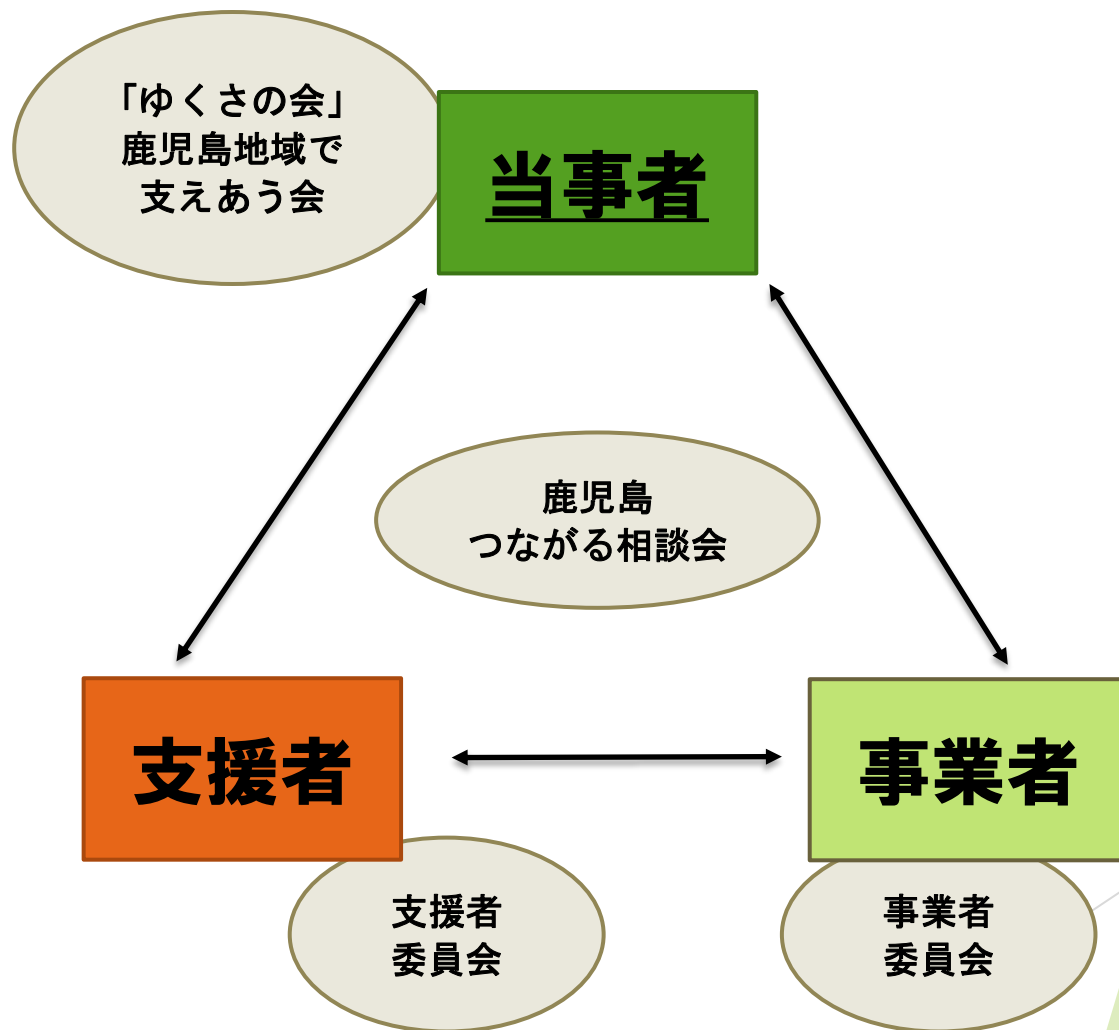 「ゆくさの会」
鹿児島地域で
支えあう会
当事者
鹿児島
つながる相談会
支援者
事業者
支援者
委員会
事業者
委員会